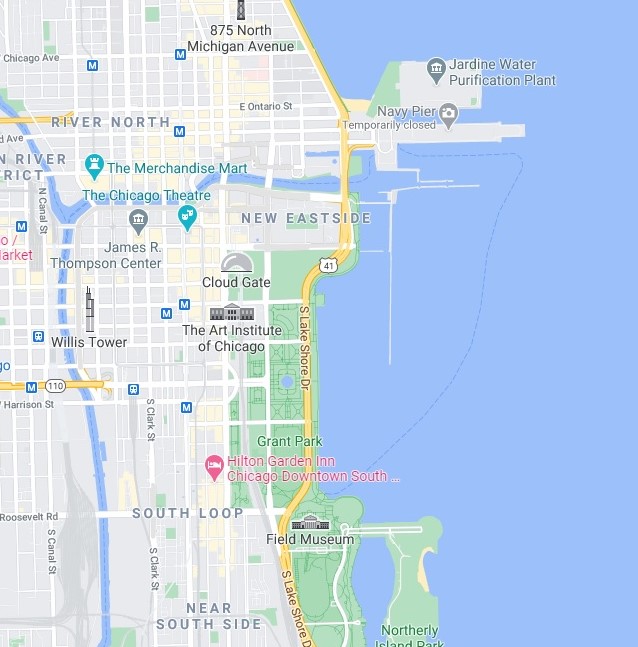 875 North
Michigan Avenue
Chicago Ave
M
M
Jardine Water
Purification Plant
E Ontario St
Navy Pier
Temporarily closed
RIVER NORTH
M
Ave
N RIVER
RICT
The Merchandise Mart
The Chicago Theatre
N Canal St
NEW EASTSIDE
M
James R.
Thompson Center
o /
arket
41
Cloud Gate
M
M
The Art Institute
of Chicago
S Lake Shore Dr
Willis Tower
go
M
110
Harrison St
M
S Clark St
Grant Park
Hilton Garden Inn
Chicago Downtown South ...
Roosevelt Rd
SOUTH LOOP
Field Museum
S Canal St
S Clark St
S Lake Shore D
NEAR
SOUTH SIDE
Northerly
Island Park